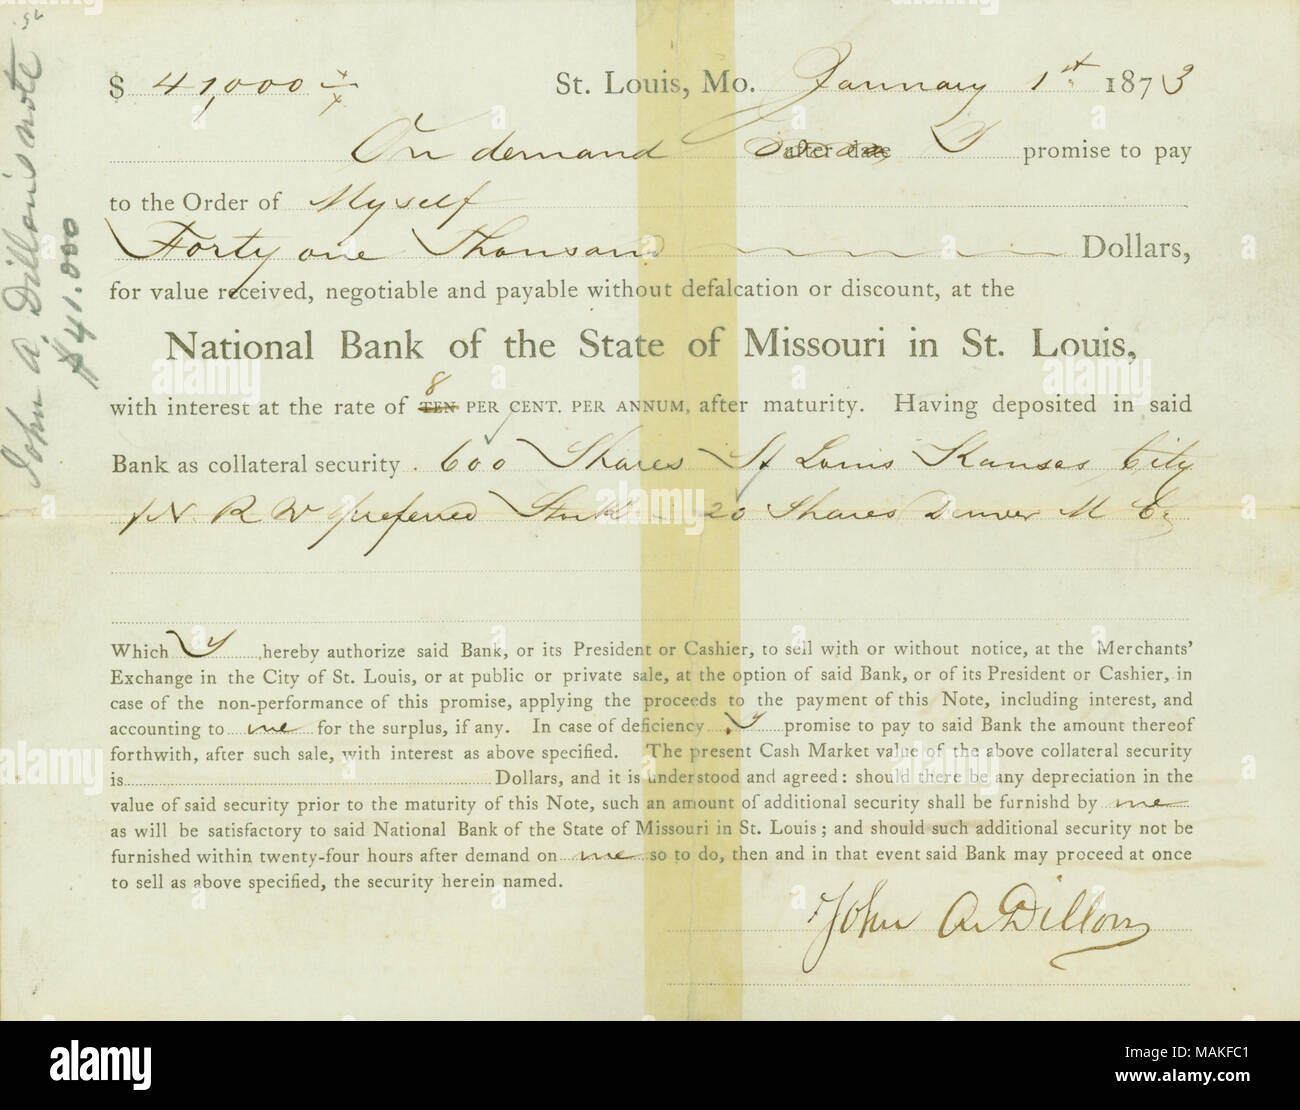 $ 41,000 St. Louis, Mo. January 1st 1873
On demand after date I promise to pay
to the Order of Myself
Forty one Thousand Dollars,
for value received, negotiable and payable without defalcation or discount, at the
National Bank of the State of Missouri in St. Louis,
with interest at the rate of 8 TEN PER CENT. PER ANNUM, after maturity. Having deposited in said
Bank as collateral security. 600 Shares St Louis Kansas City
& N. R W preferred Stock - 20 Shares Denver M Co
Which I hereby authorize said Bank, or its President or Cashier, to sell with or without notice, at the Merchants'
Exchange in the City of St. Louis, or at public or private sale, at the option of said Bank, or of its President or Cashier, in
case of the non-performance of this promise, applying the proceeds to the payment of this Note, including interest, and
accounting to me for the surplus, if any. In case of deficiency I promise to pay to said Bank the amount thereof
forthwith, after such sale, with interest as above specified. The present Cash Market value of the above collateral security
is Dollars, and it is understood and agreed: should there be any depreciation in the
value of said security prior to the maturity of this Note, such an amount of additional security shall be furnishd by me
as will be satisfactory to said National Bank of the State of Missouri in St. Louis; and should such additional security not be
furnished within twenty-four hours after demand on me so to do, then and in that event said Bank may proceed at once
to sell as above specified, the security herein named.
John A. Dillon
John A. Dillon's note
$41.000
alamy
Image ID: MAKFC1
www.alamy.com